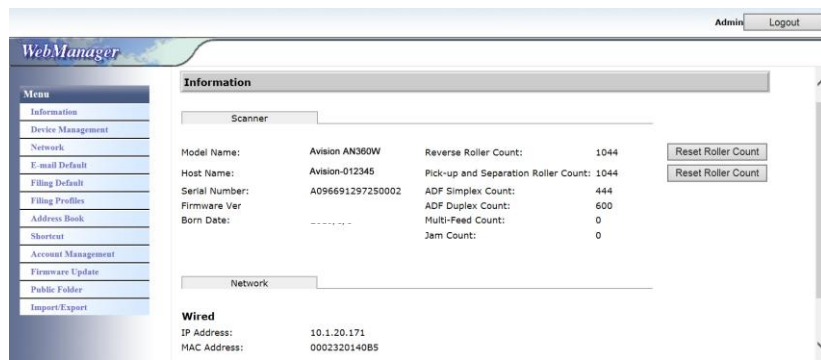 Admin Logout
WebManager
Menu
Information
Device Management
Network
E-mail Default
Filing Default
Filing Profiles
Address Book
Shortcut
Account Management
Firmware Update
Public Folder
Import/Export
Information
Scanner
Model Name: Avision AN360W Reverse Roller Count: 1044 Reset Roller Count
Host Name: Avision-012345 Pick-up and Separation Roller Count: 1044 Reset Roller Count
Serial Number: A096691297250002 ADF Simplex Count: 444
Firmware Ver ADF Duplex Count: 600
Born Date: Multi-Feed Count: 0
Jam Count: 0
Network
Wired
IP Address: 10.1.20.171
MAC Address: 0002320140B5